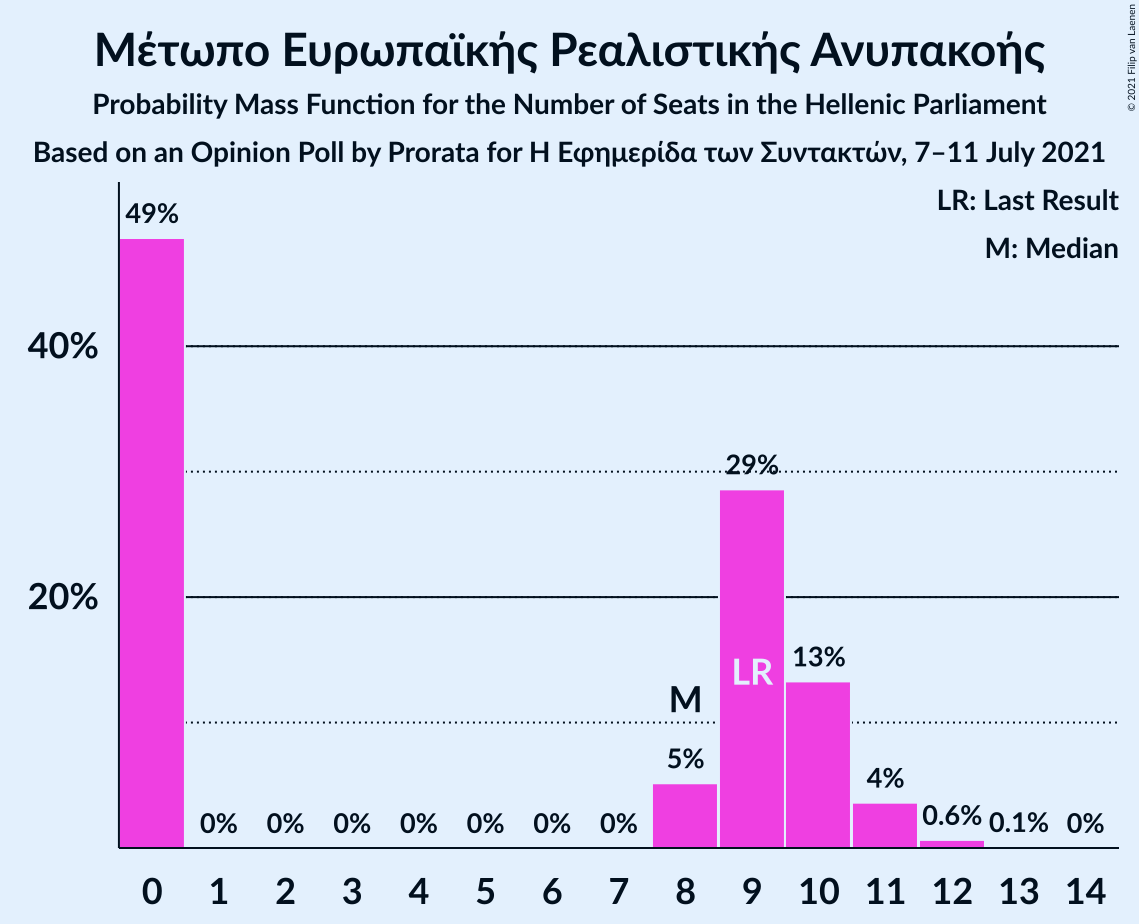 Μέτωπο Ευρωπαϊκής Ρεαλιστικής Ανυπακοής
Probability Mass Function for the Number of Seats in the Hellenic Parliament
Based on an Opinion Poll by Prorata for Η Εφημερίδα των Συντακτών, 7–11 July 2021
© 2021 Filip van Laenen
LR: Last Result
M: Median
49%
40%
29%
20%
LR
13%
M
5%
4%
0% 0% 0% 0% 0% 0% 0% 0.6% 0.1% 0%
0 1 2 3 4 5 6 7 8 9 10 11 12 13 14